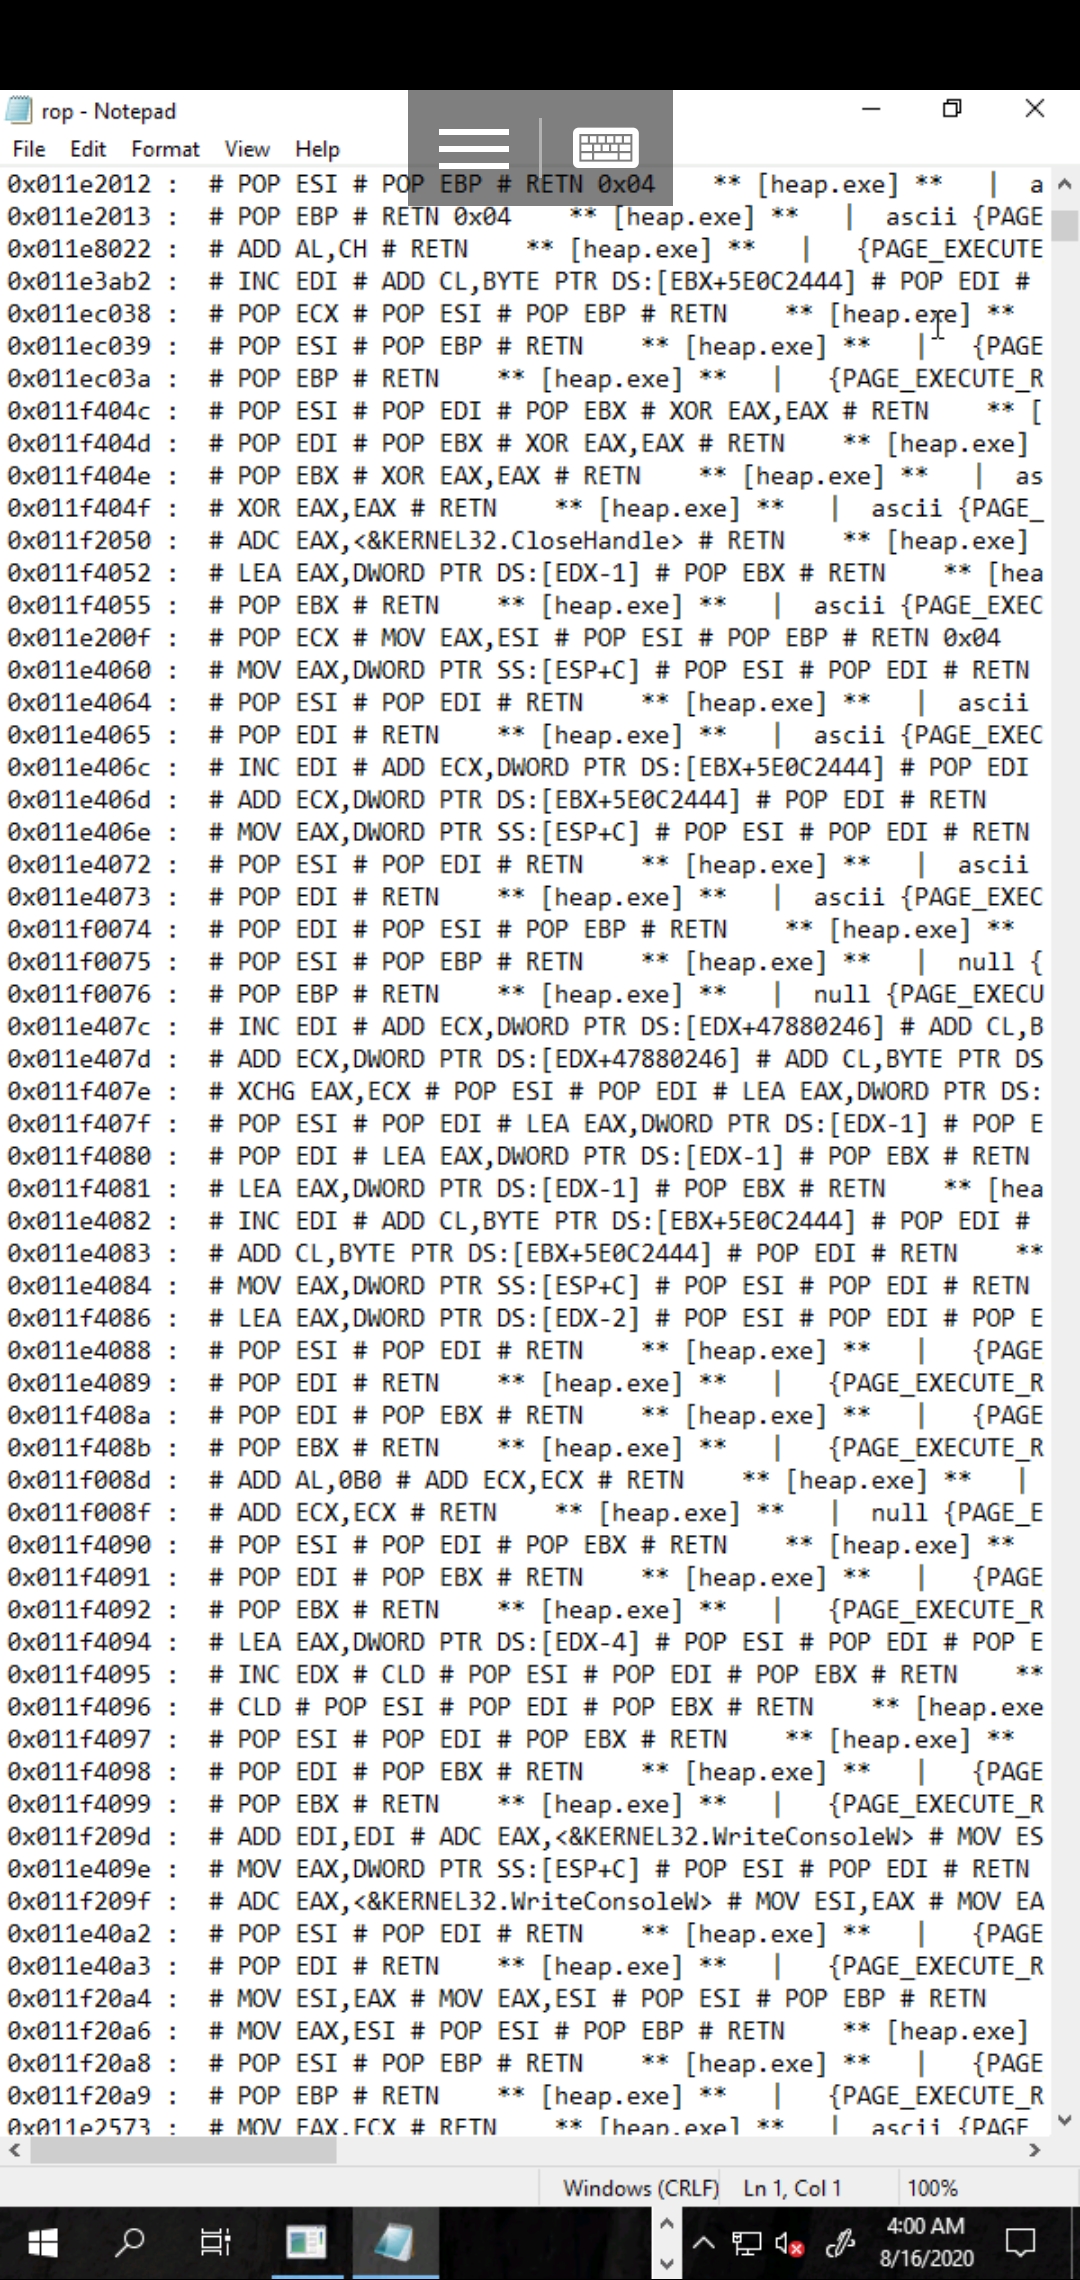 rop - Notepad
File Edit Format View Help
0x011e2012 : # POP ESI # POP EBP # RETN 0x04 ** [heap.exe] ** | a
0x011e2013 : # POP EBP # RETN 0x04 ** [heap.exe] ** | ascii {PAGE
0x011e8022 : # ADD AL,CH # RETN ** [heap.exe] ** | {PAGE_EXECUTE
0x011e3ab2 : # INC EDI # ADD CL,BYTE PTR DS:[EBX+5E0C2444] # POP EDI #
0x011ec038 : # POP ECX # POP ESI # POP EBP # RETN ** [heap.exe] **
0x011ec039 : # POP ESI # POP EBP # RETN ** [heap.exe] ** | {PAGE
0x011ec03a : # POP EBP # RETN ** [heap.exe] ** | {PAGE_EXECUTE_R
0x011f404c : # POP ESI # POP EDI # POP EBX # XOR EAX,EAX # RETN ** [
0x011f404d : # POP EDI # POP EBX # XOR EAX,EAX # RETN ** [heap.exe]
0x011f404e : # POP EBX # XOR EAX,EAX # RETN ** [heap.exe] ** | as
0x011f404f : # XOR EAX,EAX # RETN ** [heap.exe] ** | ascii {PAGE_
0x011f2050 : # ADC EAX,<&KERNEL32.CloseHandle> # RETN ** [heap.exe]
0x011f4052 : # LEA EAX,DWORD PTR DS:[EDX-1] # POP EBX # RETN ** [hea
0x011f4055 : # POP EBX # RETN ** [heap.exe] ** | ascii {PAGE_EXEC
0x011e200f : # POP ECX # MOV EAX,ESI # POP ESI # POP EBP # RETN 0x04
0x011e4060 : # MOV EAX,DWORD PTR SS:[ESP+C] # POP ESI # POP EDI # RETN
0x011e4064 : # POP ESI # POP EDI # RETN ** [heap.exe] ** | ascii
0x011e4065 : # POP EDI # RETN ** [heap.exe] ** | ascii {PAGE_EXEC
0x011e406c : # INC EDI # ADD ECX,DWORD PTR DS:[EBX+5E0C2444] # POP EDI
0x011e406d : # ADD ECX,DWORD PTR DS:[EBX+5E0C2444] # POP EDI # RETN
0x011e406e : # MOV EAX,DWORD PTR SS:[ESP+C] # POP ESI # POP EDI # RETN
0x011e4072 : # POP ESI # POP EDI # RETN ** [heap.exe] ** | ascii
0x011e4073 : # POP EDI # RETN ** [heap.exe] ** | ascii {PAGE_EXEC
0x011f0074 : # POP EDI # POP ESI # POP EBP # RETN ** [heap.exe] **
0x011f0075 : # POP ESI # POP EBP # RETN ** [heap.exe] ** | null {
0x011f0076 : # POP EBP # RETN ** [heap.exe] ** | null {PAGE_EXECU
0x011e407c : # INC EDI # ADD ECX,DWORD PTR DS:[EDX+47880246] # ADD CL,B
0x011e407d : # ADD ECX,DWORD PTR DS:[EDX+47880246] # ADD CL,BYTE PTR DS
0x011f407e : # XCHG EAX,ECX # POP ESI # POP EDI # LEA EAX,DWORD PTR DS:
0x011f407f : # POP ESI # POP EDI # LEA EAX,DWORD PTR DS:[EDX-1] # POP E
0x011f4080 : # POP EDI # LEA EAX,DWORD PTR DS:[EDX-1] # POP EBX # RETN
0x011f4081 : # LEA EAX,DWORD PTR DS:[EDX-1] # POP EBX # RETN ** [hea
0x011e4082 : # INC EDI # ADD CL,BYTE PTR DS:[EBX+5E0C2444] # POP EDI #
0x011e4083 : # ADD CL,BYTE PTR DS:[EBX+5E0C2444] # POP EDI # RETN **
0x011e4084 : # MOV EAX,DWORD PTR SS:[ESP+C] # POP ESI # POP EDI # RETN
0x011f4086 : # LEA EAX,DWORD PTR DS:[EDX-2] # POP ESI # POP EDI # POP E
0x011e4088 : # POP ESI # POP EDI # RETN ** [heap.exe] ** | {PAGE
0x011e4089 : # POP EDI # RETN ** [heap.exe] ** | {PAGE_EXECUTE_R
0x011f408a : # POP EDI # POP EBX # RETN ** [heap.exe] ** | {PAGE
0x011f408b : # POP EBX # RETN ** [heap.exe] ** | {PAGE_EXECUTE_R
0x011f008d : # ADD AL,0B0 # ADD ECX,ECX # RETN ** [heap.exe] ** |
0x011f008f : # ADD ECX,ECX # RETN ** [heap.exe] ** | null {PAGE_E
0x011f4090 : # POP ESI # POP EDI # POP EBX # RETN ** [heap.exe] **
0x011f4091 : # POP EDI # POP EBX # RETN ** [heap.exe] ** | {PAGE
0x011f4092 : # POP EBX # RETN ** [heap.exe] ** | {PAGE_EXECUTE_R
0x011f4094 : # LEA EAX,DWORD PTR DS:[EDX-4] # POP ESI # POP EDI # POP E
0x011f4095 : # INC EDX # CLD # POP ESI # POP EDI # POP EBX # RETN **
0x011f4096 : # CLD # POP ESI # POP EDI # POP EBX # RETN ** [heap.exe
0x011f4097 : # POP ESI # POP EDI # POP EBX # RETN ** [heap.exe] **
0x011f4098 : # POP EDI # POP EBX # RETN ** [heap.exe] ** | {PAGE
0x011f4099 : # POP EBX # RETN ** [heap.exe] ** | {PAGE_EXECUTE_R
0x011f209d : # ADD EDI,EDI # ADC EAX,<&KERNEL32.WriteConsoleW> # MOV ES
0x011e409e : # MOV EAX,DWORD PTR SS:[ESP+C] # POP ESI # POP EDI # RETN
0x011f209f : # ADC EAX,<&KERNEL32.WriteConsoleW> # MOV ESI,EAX # MOV EA
0x011e40a2 : # POP ESI # POP EDI # RETN ** [heap.exe] ** | {PAGE
0x011e40a3 : # POP EDI # RETN ** [heap.exe] ** | {PAGE_EXECUTE_R
0x011f20a4 : # MOV ESI,EAX # MOV EAX,ESI # POP ESI # POP EBP # RETN
0x011f20a6 : # MOV EAX,ESI # POP ESI # POP EBP # RETN ** [heap.exe]
0x011f20a8 : # POP ESI # POP EBP # RETN ** [heap.exe] ** | {PAGE
0x011f20a9 : # POP EBP # RETN ** [heap.exe] ** | {PAGE_EXECUTE_R
0x011e2573 : # MOV EAX,ECX # RETN ** [heap.exe] ** | ascii {PAGE_
Windows (CRLF) Ln 1, Col 1 100%
4:00 AM
8/16/2020